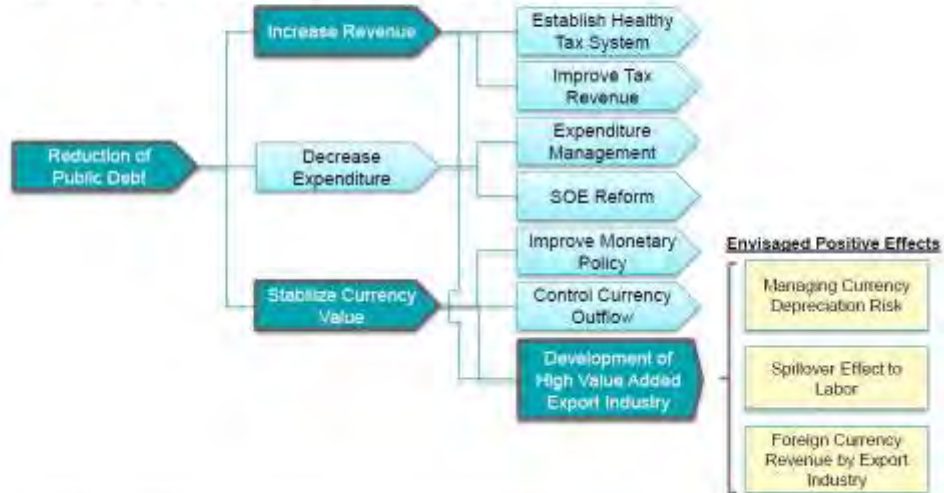 Reduction of
Public Debt
Increase Revenue
Decrease
Expenditure
Stabilize Currency
Value
Establish Healthy
Tax System
Improve Tax
Revenue
Expenditure
Management
SOE Reform
Improve Monetary
Policy
Control Currency
Outflow
Development of
High Value Added
Export Industry
Envisaged Positive Effects
Managing Currency
Depreciation Risk
Spillover Effect to
Labor
Foreign Currency
Revenue by Export
Industry